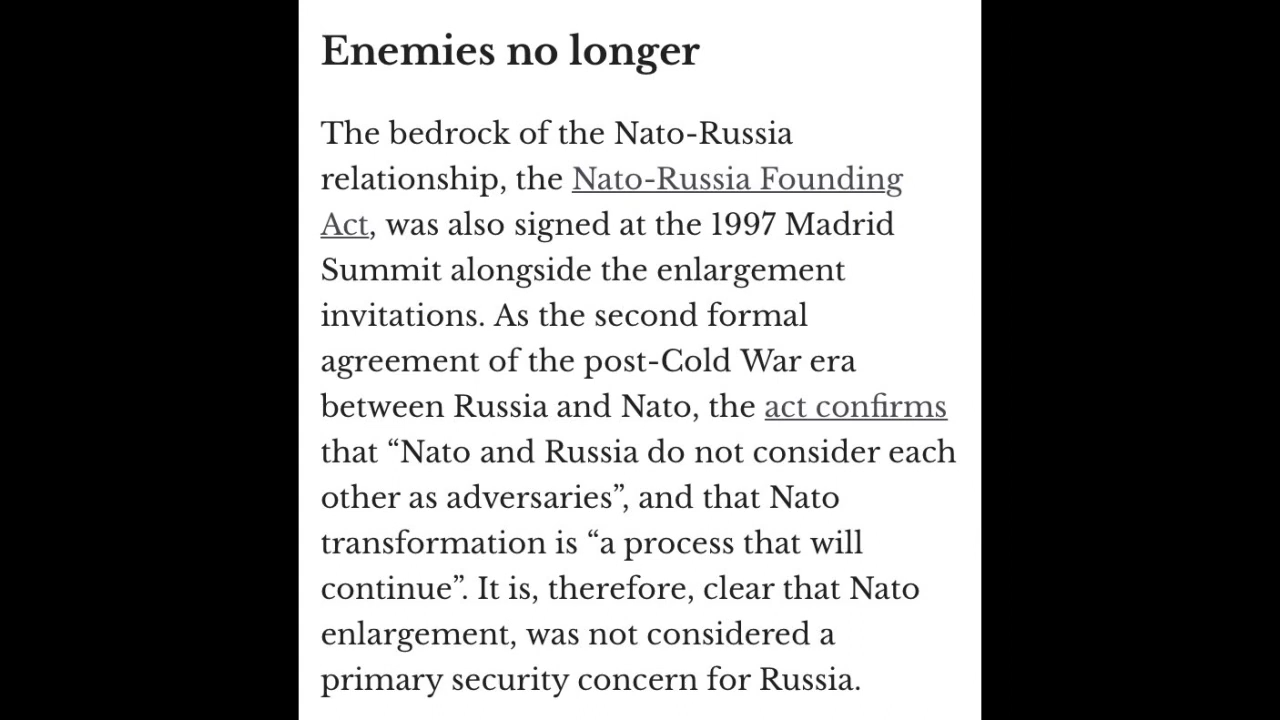 Enemies no longer
The bedrock of the Nato-Russia
relationship, the Nato-Russia Founding
Act, was also signed at the 1997 Madrid
Summit alongside the enlargement
invitations. As the second formal
agreement of the post-Cold War era
between Russia and Nato, the act confirms
that “Nato and Russia do not consider each
other as adversaries”, and that Nato
transformation is “a process that will
continue”. It is, therefore, clear that Nato
enlargement, was not considered a
primary security concern for Russia.